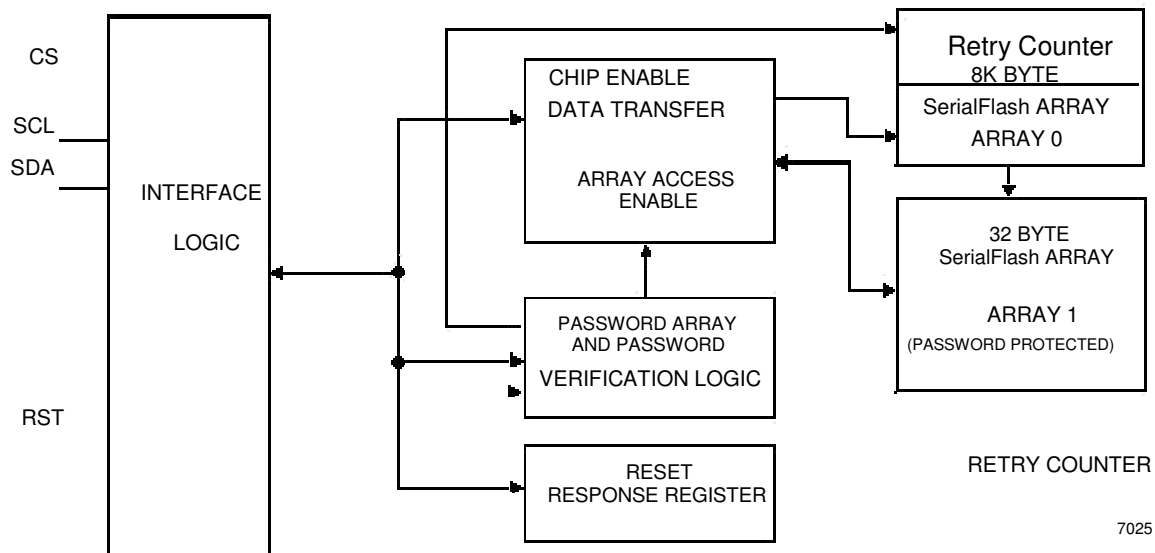 CS
SCL
SDA
RST
INTERFACE
LOGIC
CHIP ENABLE
DATA TRANSFER
ARRAY ACCESS
ENABLE
PASSWORD ARRAY
AND PASSWORD
VERIFICATION LOGIC
RESET
RESPONSE REGISTER
Retry Counter
8K BYTE
SerialFlash ARRAY
ARRAY 0
32 BYTE
SerialFlash ARRAY
ARRAY 1
(PASSWORD PROTECTED)
RETRY COUNTER
7025